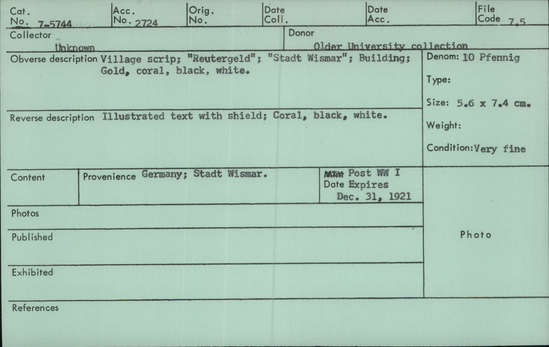 Cat. No. 7-5744 Acc. No. 2724 Orig. No. Date Coll. Date Acc. File Code 7.5
Collector Unknown Donor Older University collection
Obverse description Village scrip; "Reutergeld"; "Stadt Wismar"; Building; Gold, coral, black, white.
Denom: 10 Pfennig
Type:
Size: 5.6 x 7.4 cm.
Reverse description Illustrated text with shield; Coral, black, white.
Weight:
Condition: Very fine
Content
Provenience Germany; Stadt Wismar.
Post WW I
Date Expires
Dec. 31, 1921
Photos
Published
Photo
Exhibited
References